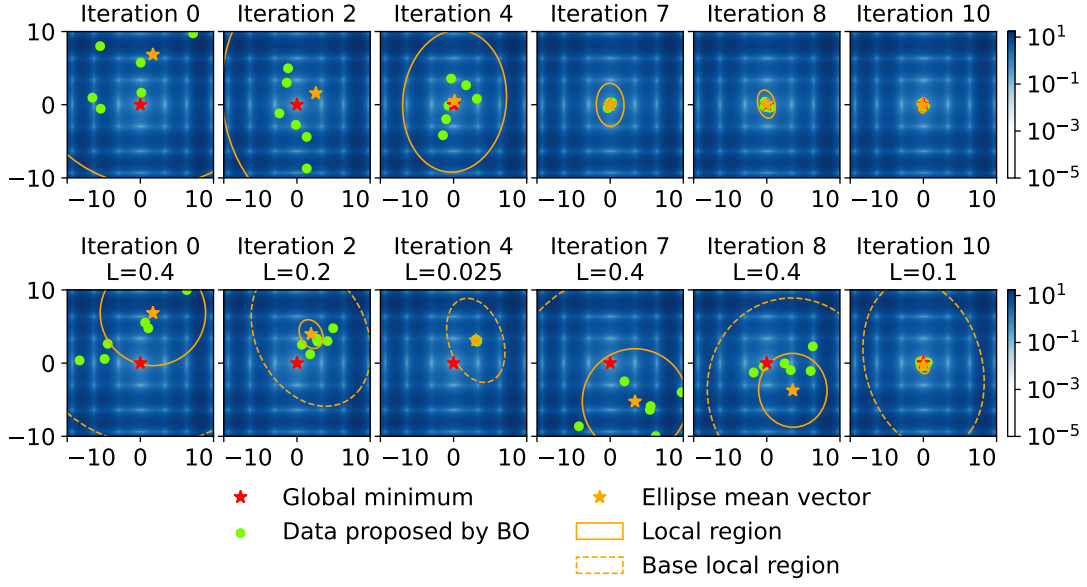 Iteration 0 Iteration 2 Iteration 4 Iteration 7 Iteration 8 Iteration 10
10 10¹
10⁻¹
0
10⁻³
−10 10⁻⁵
−10 0 10 −10 0 10 −10 0 10 −10 0 10 −10 0 10 −10 0 10
Iteration 0 Iteration 2 Iteration 4 Iteration 7 Iteration 8 Iteration 10
L=0.4 L=0.2 L=0.025 L=0.4 L=0.4 L=0.1
10 10¹
10⁻¹
0
10⁻³
−10 10⁻⁵
−10 0 10 −10 0 10 −10 0 10 −10 0 10 −10 0 10 −10 0 10
Global minimum Ellipse mean vector
Data proposed by BO Local region
Base local region